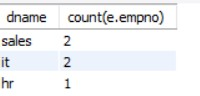 dname count(e.empno)
sales 2
it 2
hr 1